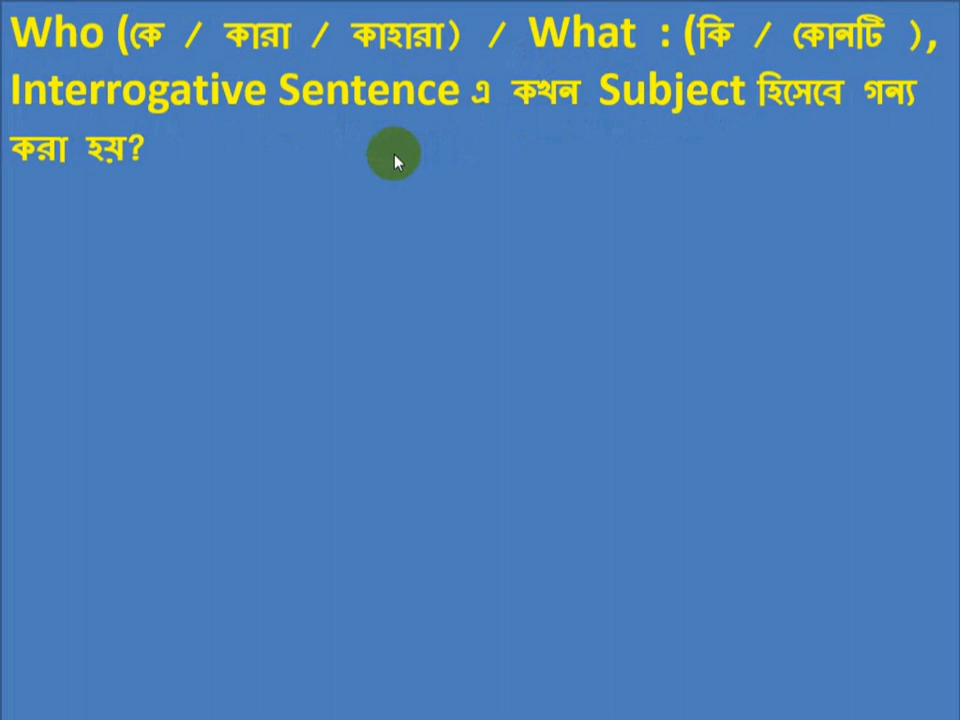 Who (কে / কারা / কাহারা) / What : (কি / কোনটি ),
Interrogative Sentence এ কখন Subject হিসেবে গন্য
করা হয়?